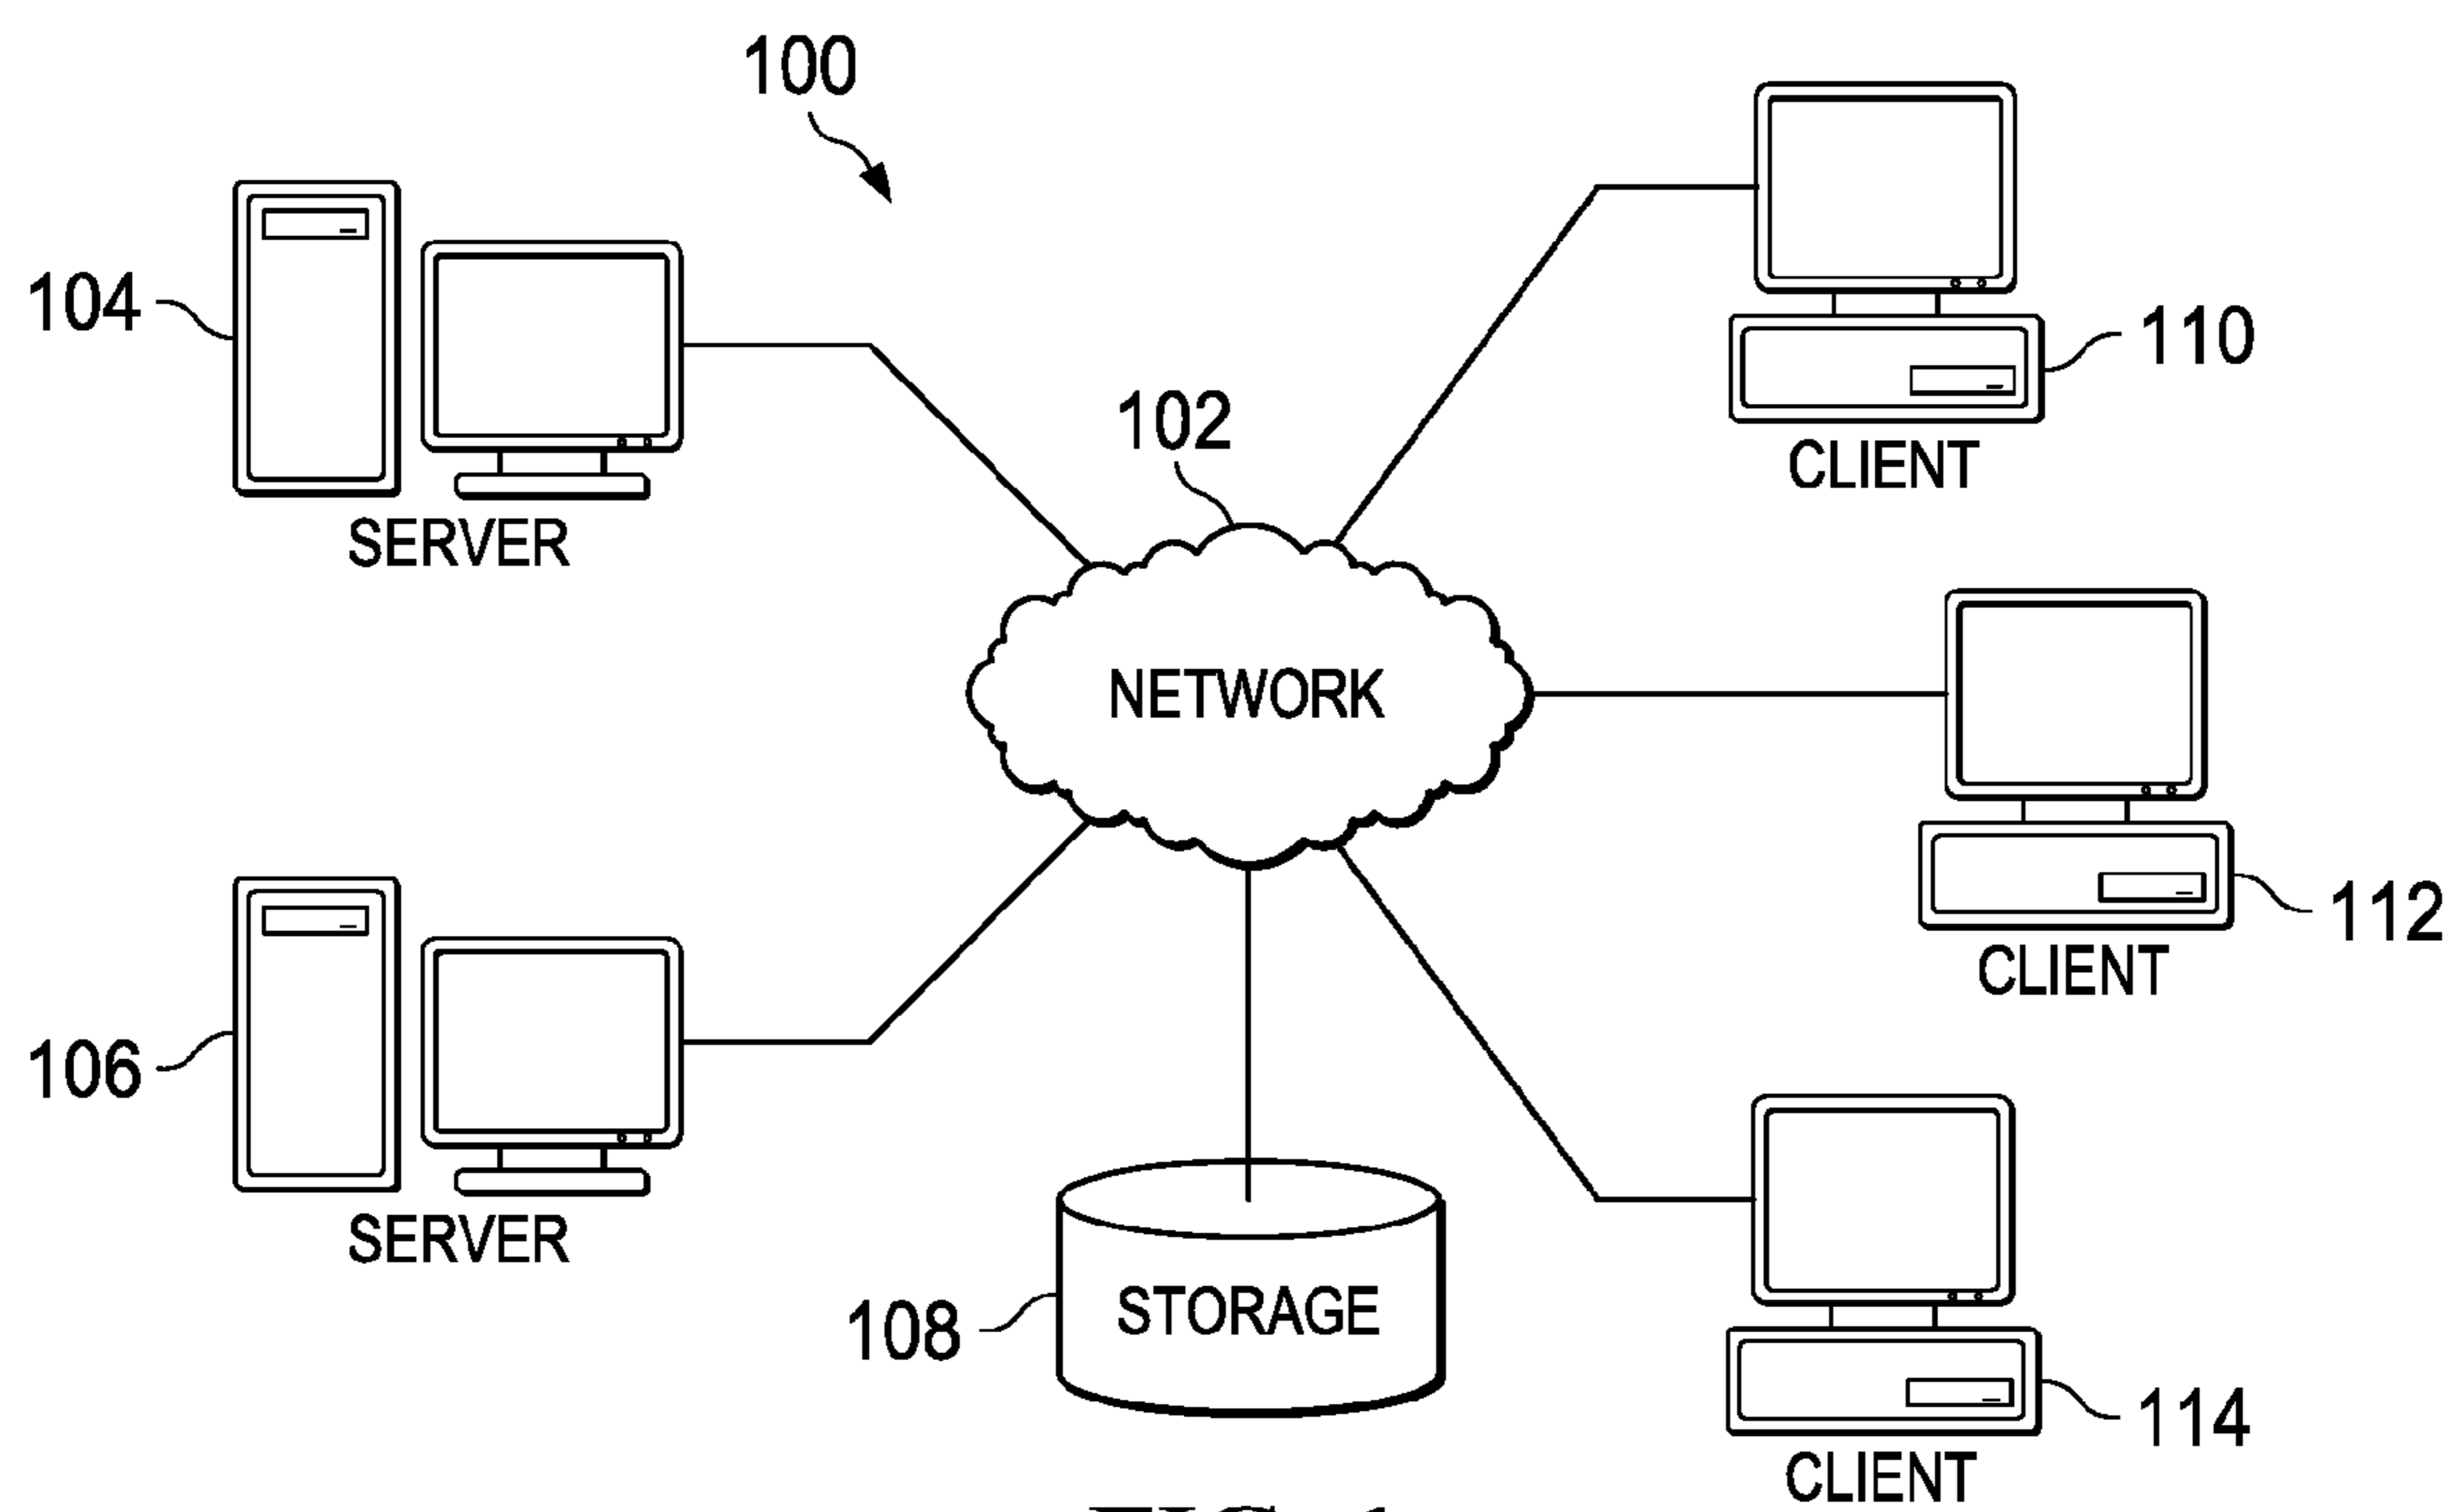 100
104
110
102
CLIENT
SERVER
NETWORK
112
CLIENT
106
SERVER
108
STORAGE
114
CLIENT